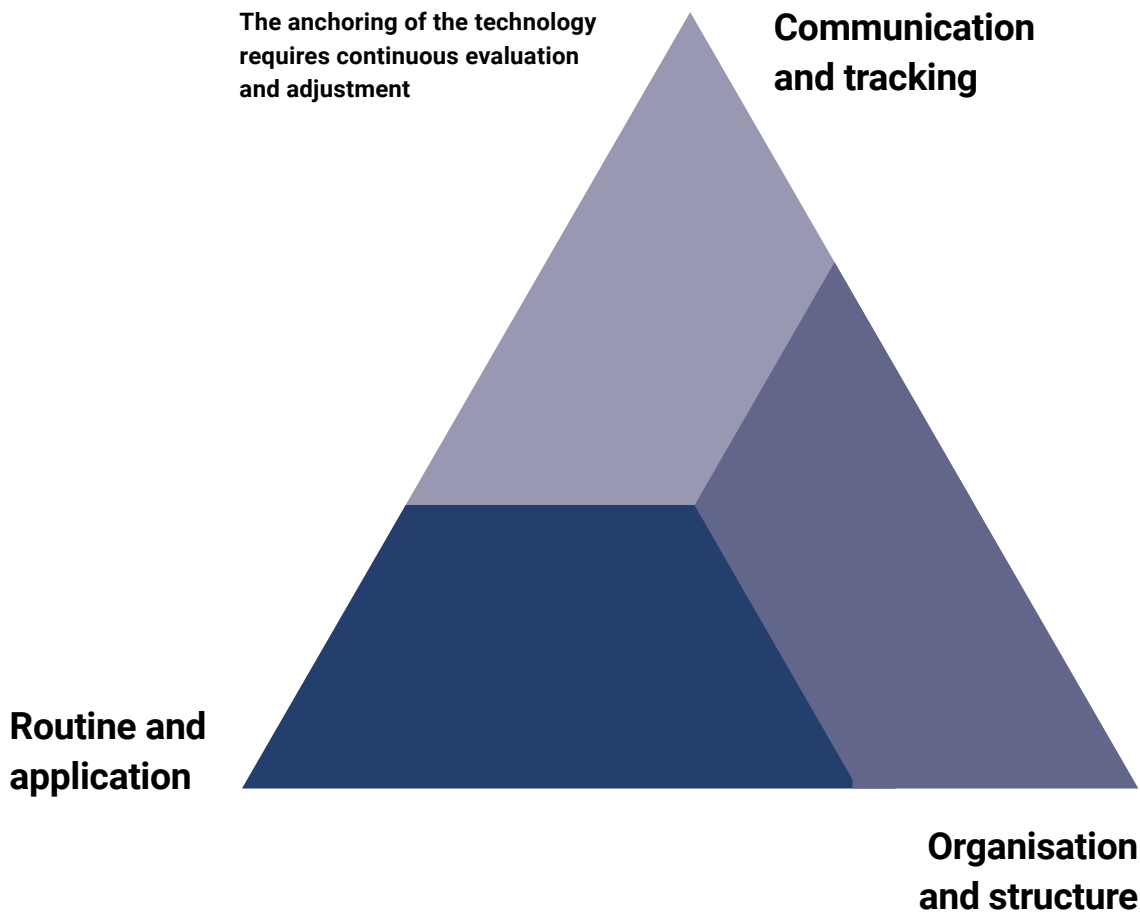 The anchoring of the technology
requires continuous evaluation
and adjustment
Communication
and tracking
Routine and
application
Organisation
and structure